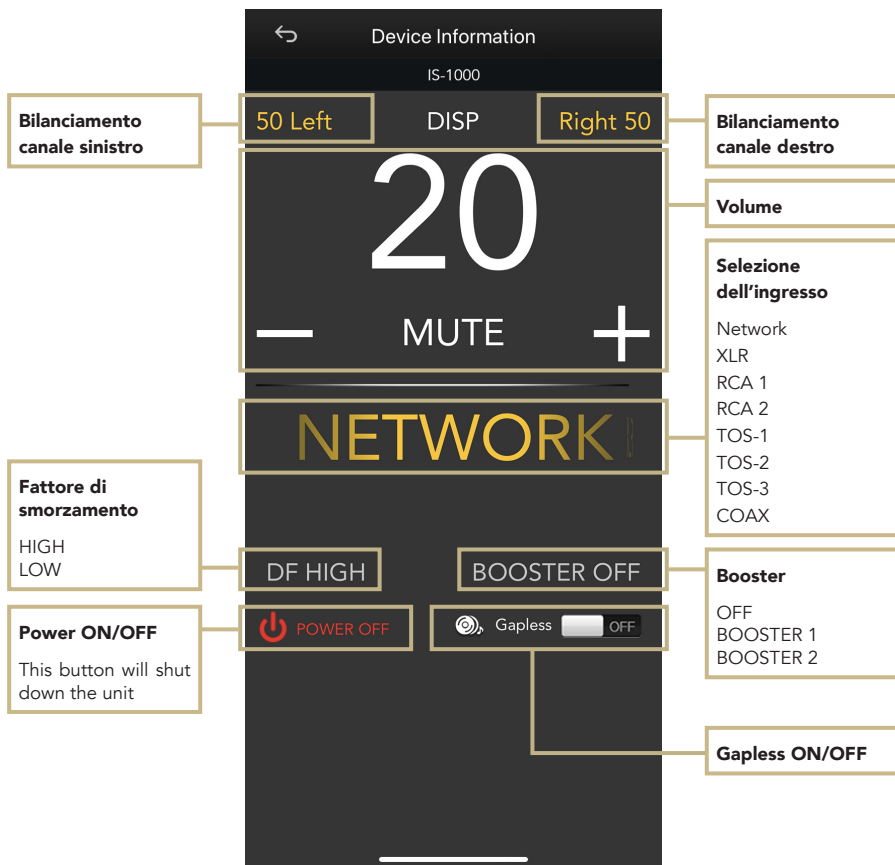 Device Information
IS-1000
50 Left
DISP
Right 50
20
MUTE
NETWORK
DF HIGH
BOOSTER OFF
POWER OFF
Gapless
OFF
Bilanciamento
canale sinistro
Fattore di
smorzamento
HIGH
LOW
Power ON/OFF
This button will shut
down the unit
Bilanciamento
canale destro
Volume
Selezione
dell’ingresso
Network
XLR
RCA 1
RCA 2
TOS-1
TOS-2
TOS-3
COAX
Booster
OFF
BOOSTER 1
BOOSTER 2
Gapless ON/OFF